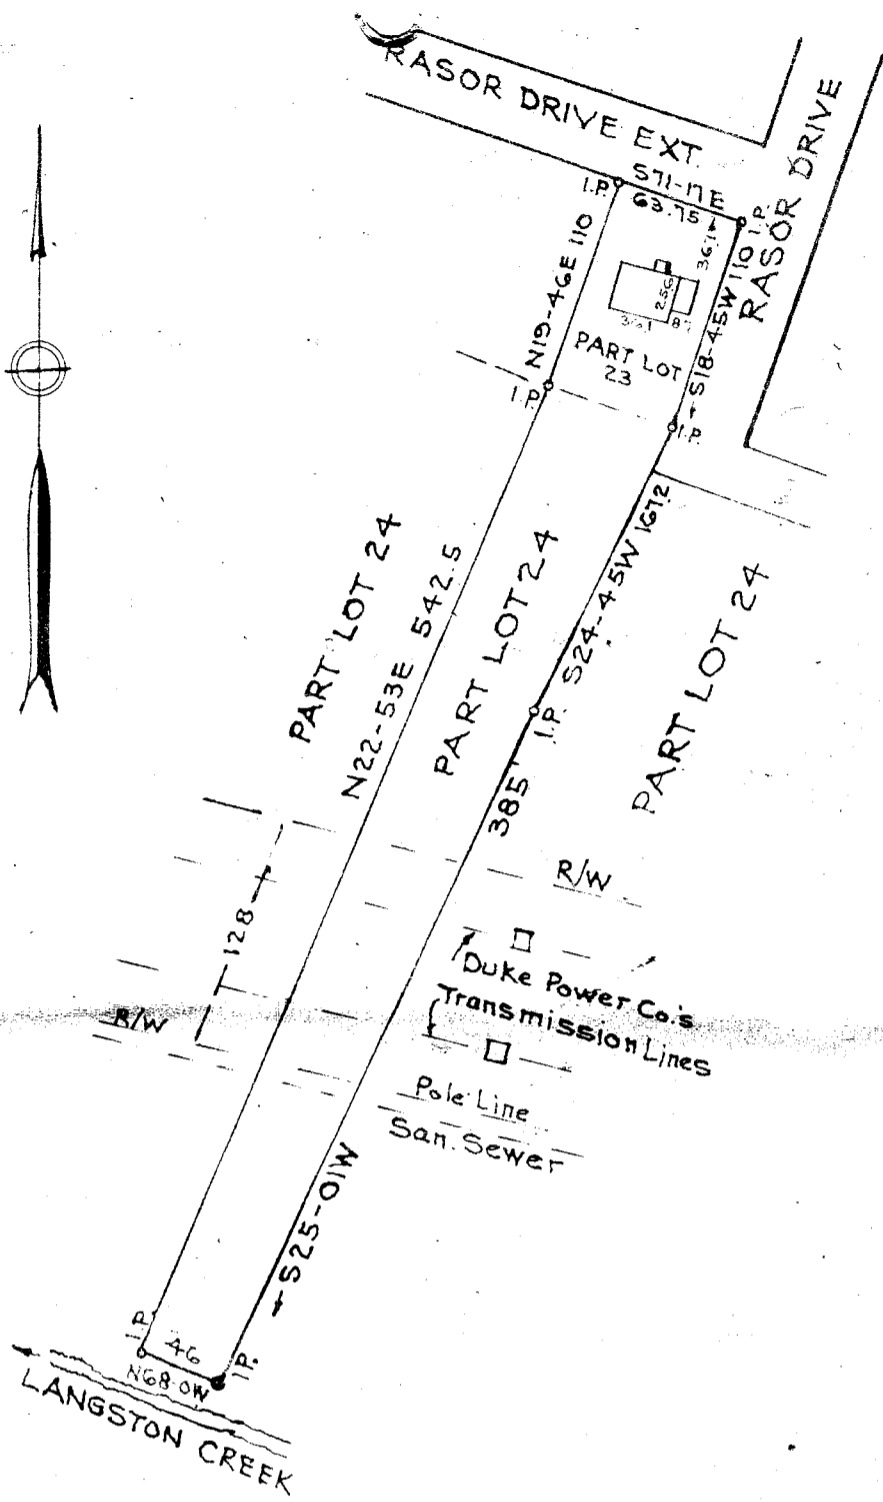 RASOR DRIVE EXT.
RASOR DRIVE
S71-17E
63.75
I.P.
I.P.
N19-46E 110
36.1
S18-45W 110
RASOR DRIVE
25.6
36.1
8.7
PART LOT
23
I.P.
I.P.
PART LOT 24
N22-53E 542.5
PART LOT 24
S24-45W 167.2
PART LOT 24
I.P.
385'
R/W
128
Duke Power Co.'s
Transmission Lines
R/W
Pole Line
San. Sewer
S25-01W
I.P.
46
I.P.
N68-0W
LANGSTON CREEK